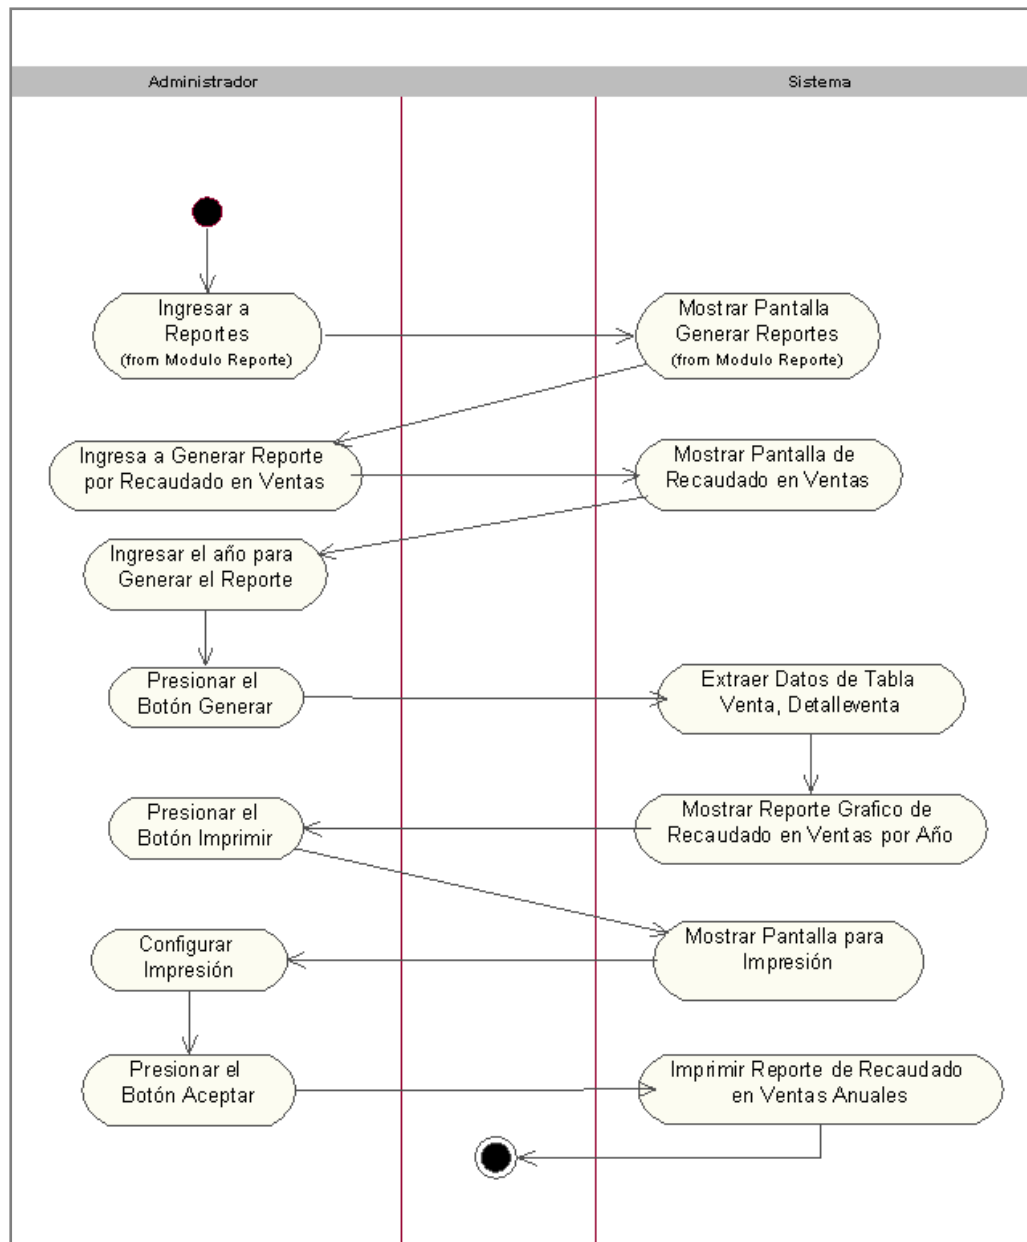 Administrador
Sistema
Ingresar a
Reportes
(from Modulo Reporte)
Mostrar Pantalla
Generar Reportes
(from Modulo Reporte)
Ingresa a Generar Reporte
por Recaudado en Ventas
Mostrar Pantalla de
Recaudado en Ventas
Ingresar el año para
Generar el Reporte
Presionar el
Botón Generar
Extraer Datos de Tabla
Venta, Detalleventa
Mostrar Reporte Grafico de
Recaudado en Ventas por Año
Presionar el
Botón Imprimir
Mostrar Pantalla para
Impresión
Configurar
Impresión
Presionar el
Botón Aceptar
Imprimir Reporte de Recaudado
en Ventas Anuales